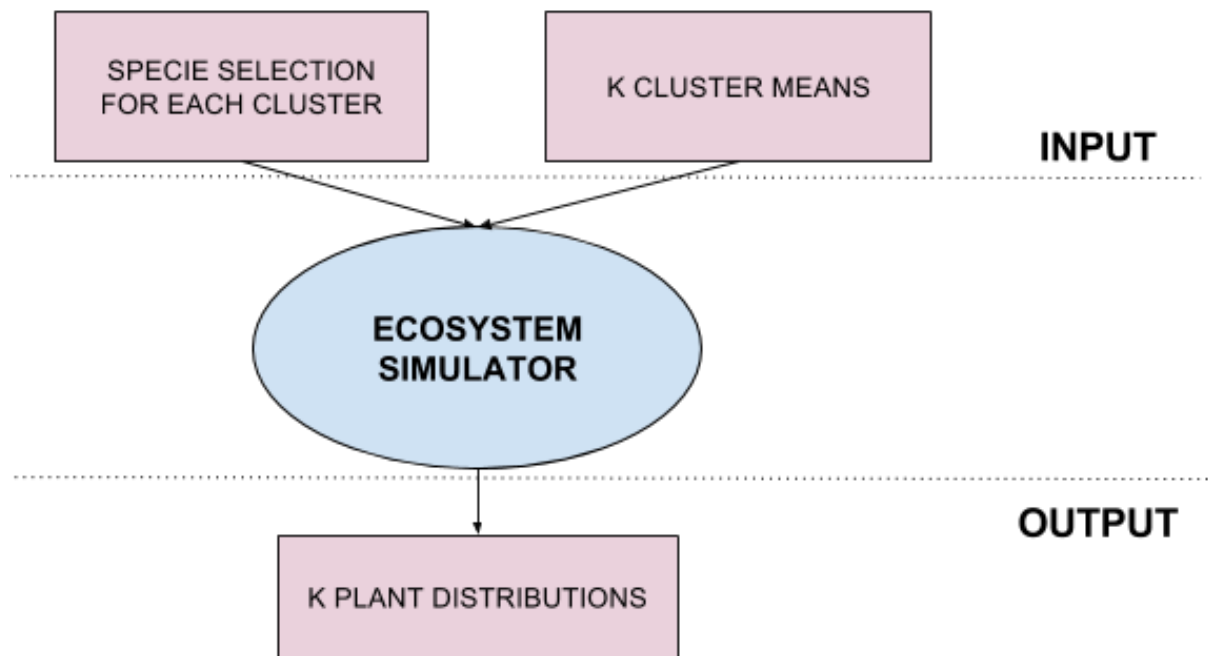 SPECIE SELECTION
FOR EACH CLUSTER
K CLUSTER MEANS
INPUT
ECOSYSTEM
SIMULATOR
OUTPUT
K PLANT DISTRIBUTIONS